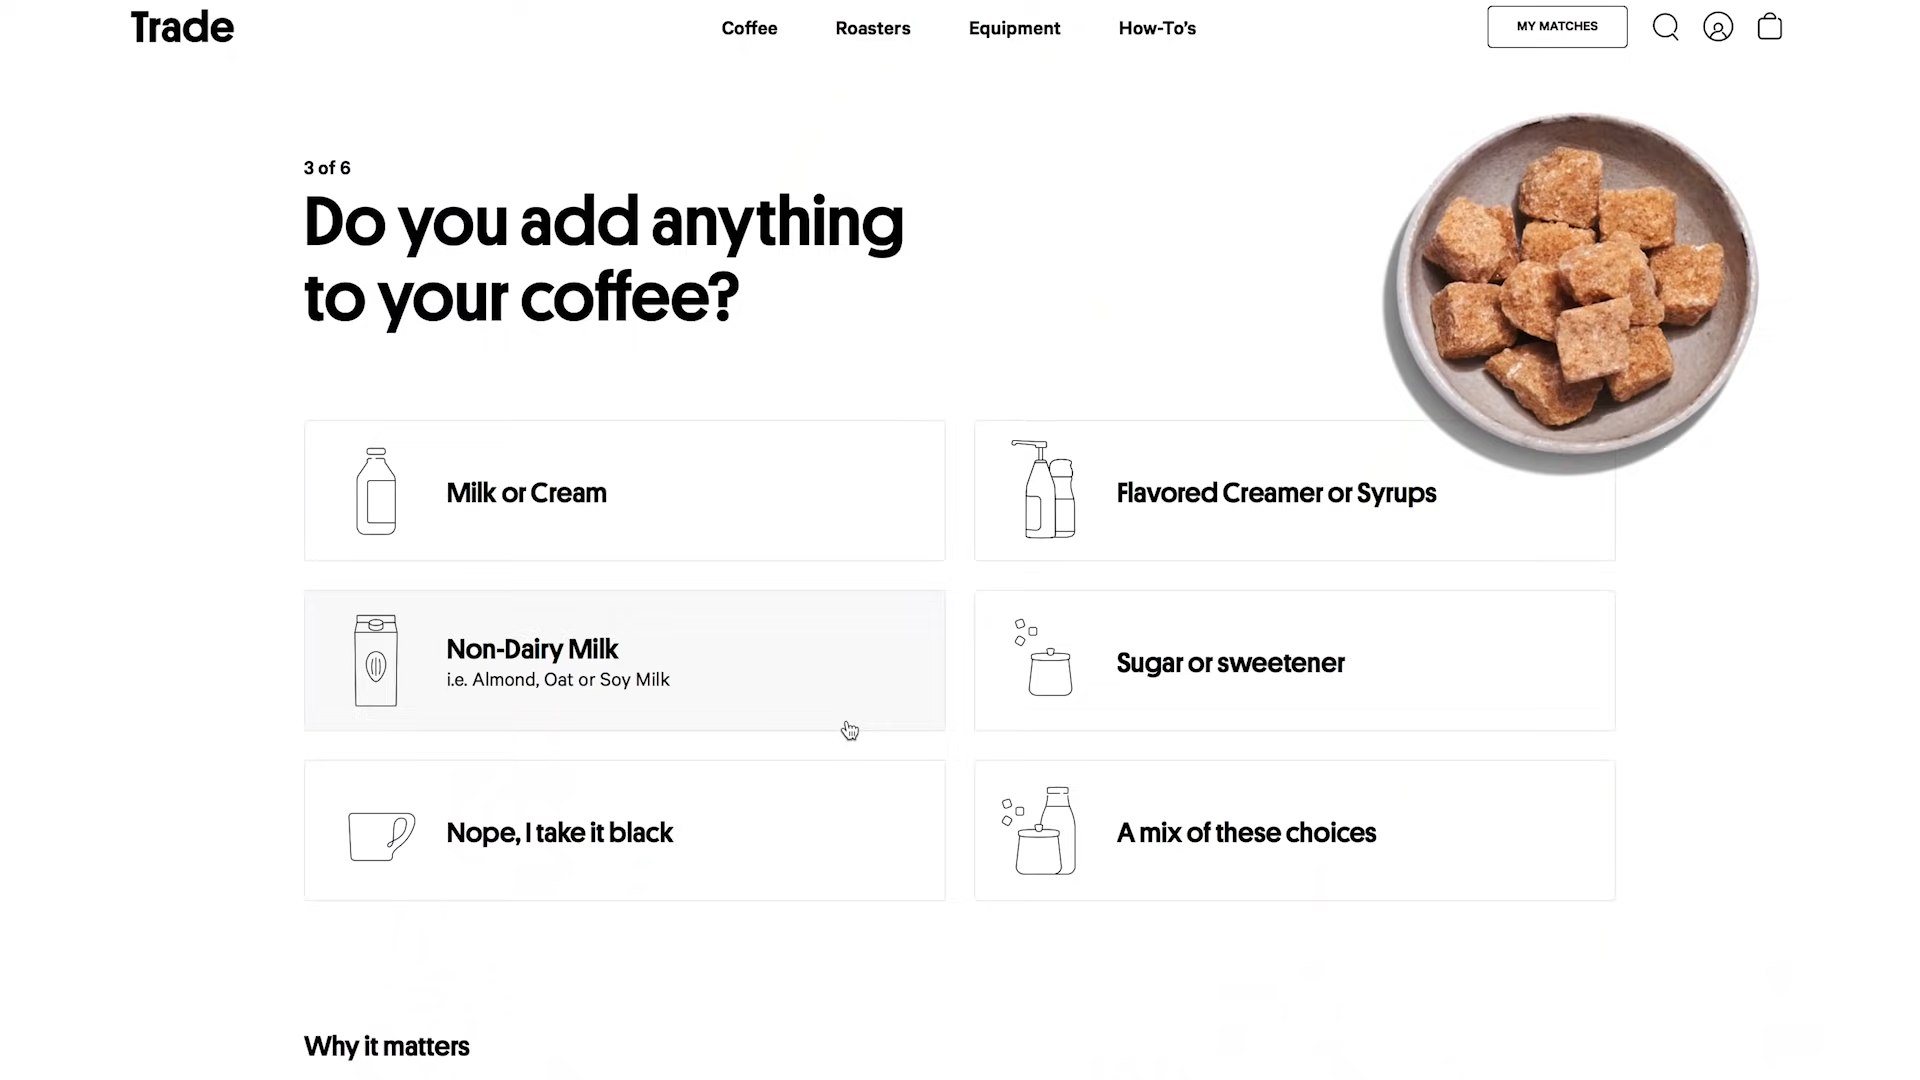 Trade
Coffee
Roasters
Equipment
How-To's
MY MATCHES
3 of 6
Do you add anything
to your coffee?
Milk or Cream
Flavored Creamer or Syrups
Non-Dairy Milk
i.e. Almond, Oat or Soy Milk
Sugar or sweetener
Nope, I take it black
A mix of these choices
Why it matters